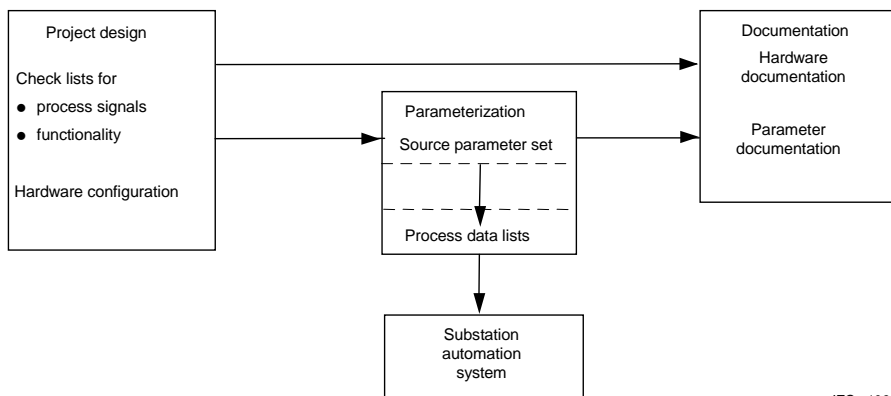 Project design
Check lists for
● process signals
● functionality
Hardware configuration
Parameterization
Source parameter set
Process data lists
Substation
automation
system
Documentation
Hardware
documentation
Parameter
documentation